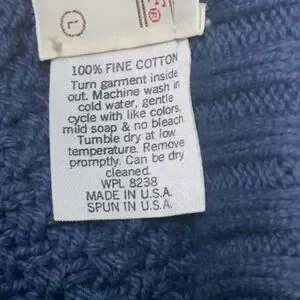 L
100% FINE COTTON
Turn garment inside
out. Machine wash in
cold water, gentle
cycle with like colors,
mild soap & no bleach.
Tumble dry at low
temperature. Remove
promptly. Can be dry
cleaned.
WPL 8238
MADE IN U.S.A.
SPUN IN U.S.A.